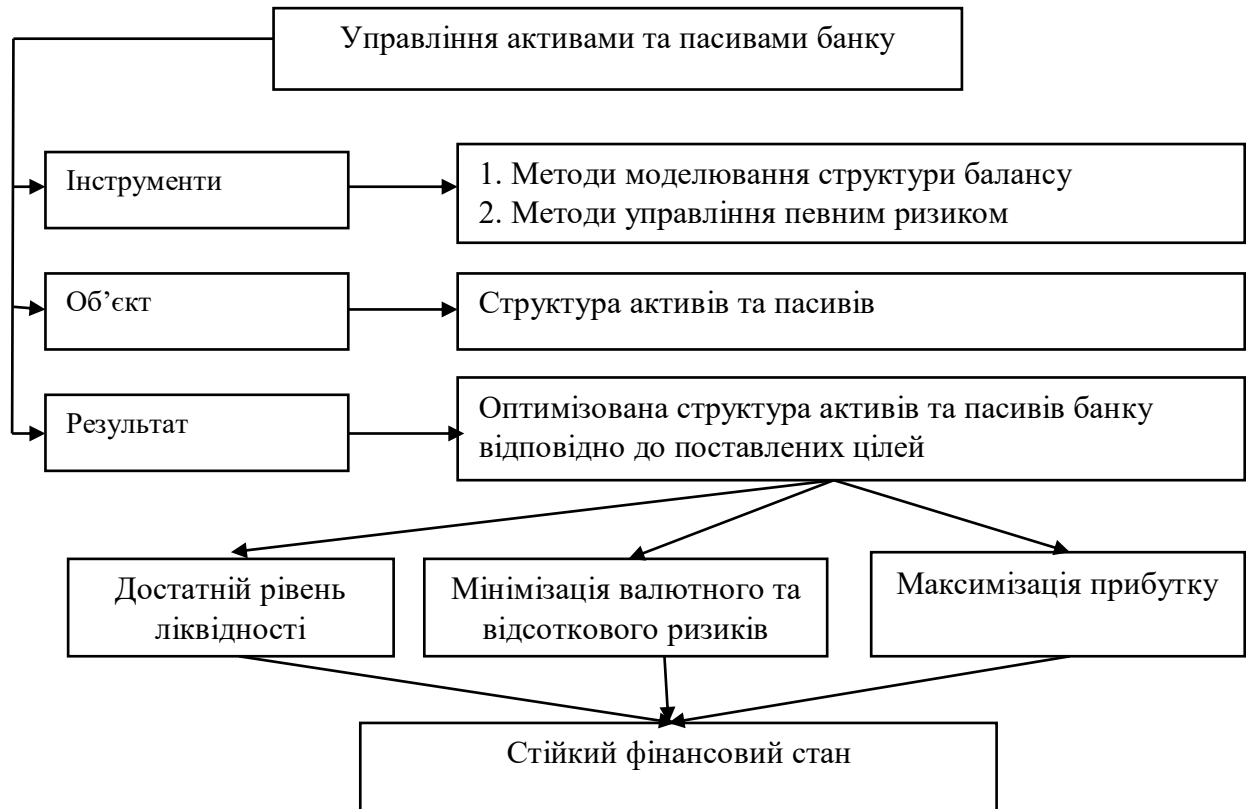 Управління активами та пасивами банку
Інструменти
1. Методи моделювання структури балансу
2. Методи управління певним ризиком
Об’єкт
Структура активів та пасивів
Результат
Оптимізована структура активів та пасивів банку
відповідно до поставлених цілей
Достатній рівень
ліквідності
Мінімізація валютного та
відсоткового ризиків
Максимізація прибутку
Стійкий фінансовий стан